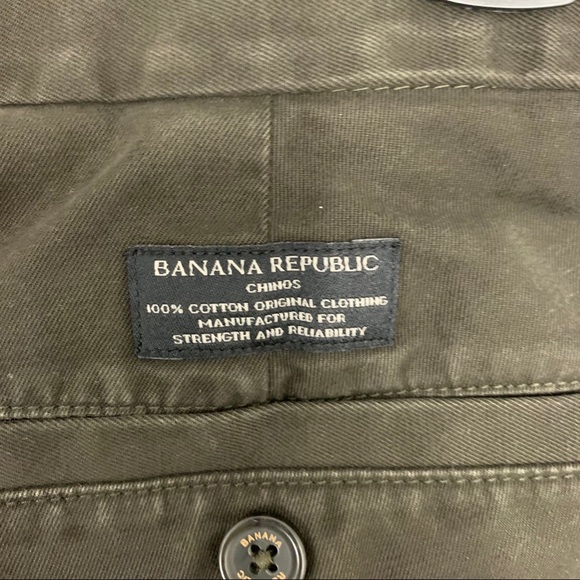 BANANA REPUBLIC
CHINOS
100% COTTON ORIGINAL CLOTHING
MANUFACTURED FOR
STRENGTH AND RELIABILITY
BANANA